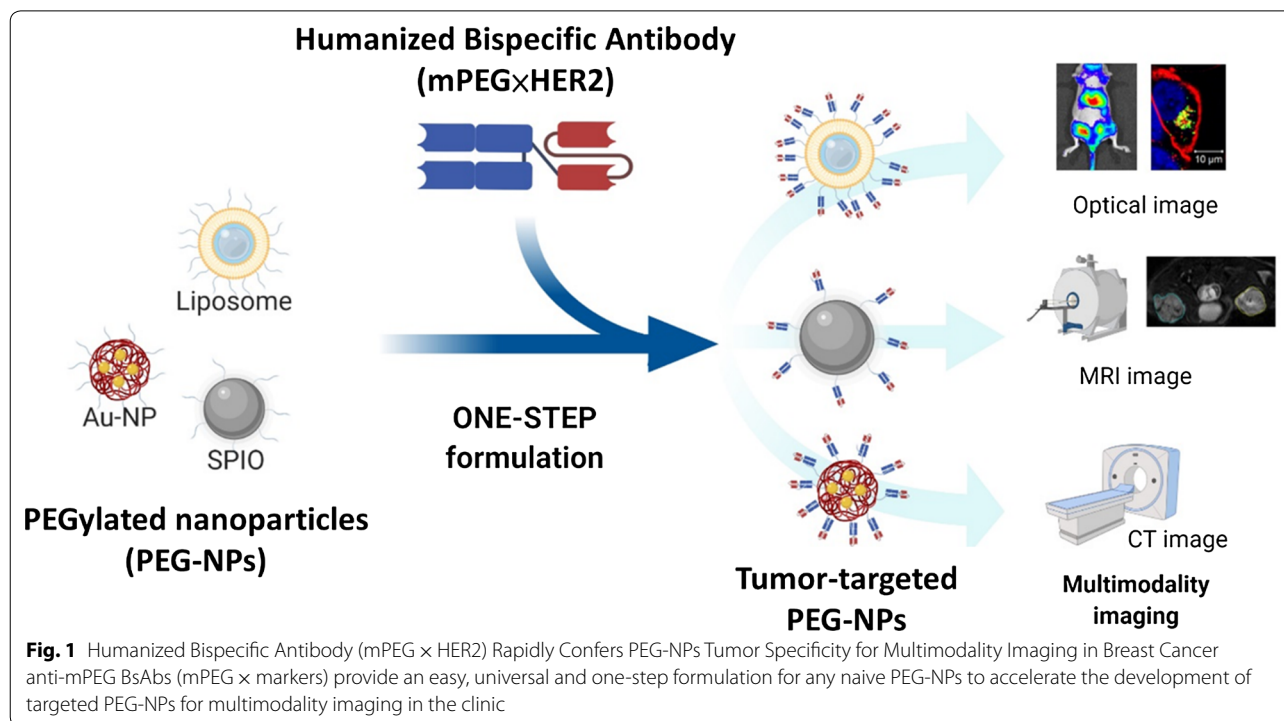 Humanized Bispecific Antibody
(mPEG×HER2)
Liposome
Au-NP
SPIO
PEGylated nanoparticles
(PEG-NPs)
ONE-STEP
formulation
Tumor-targeted
PEG-NPs
10 µm
Optical image
MRI image
CT image
Multimodality
imaging
Fig. 1 Humanized Bispecific Antibody (mPEG × HER2) Rapidly Confers PEG-NPs Tumor Specificity for Multimodality Imaging in Breast Cancer
anti-mPEG BsAbs (mPEG × markers) provide an easy, universal and one-step formulation for any naive PEG-NPs to accelerate the development of
targeted PEG-NPs for multimodality imaging in the clinic